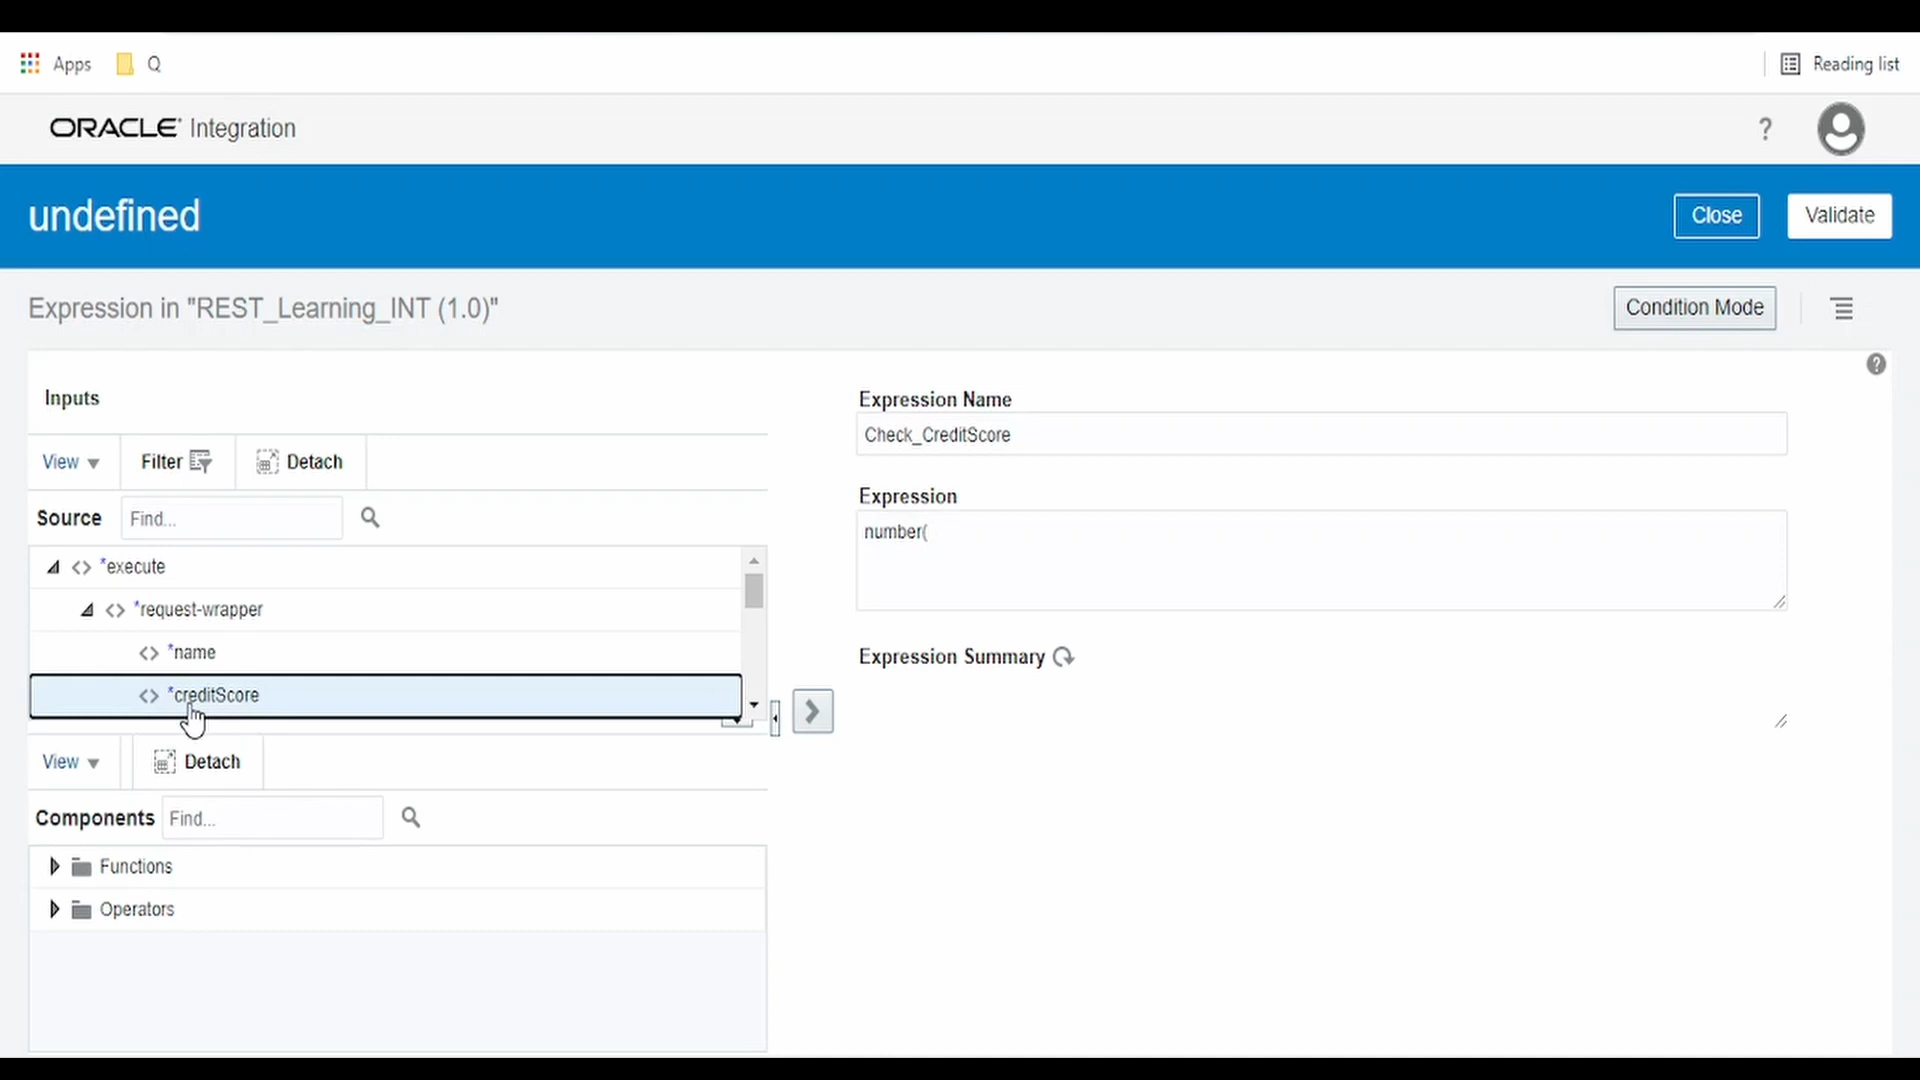 Apps Q Reading list
ORACLE Integration ?
undefined Close Validate
Expression in "REST_Learning_INT (1.0)" Condition Mode
?
Inputs
View Filter Detach
Source Find...
*execute
*request-wrapper
*name
*creditScore
View Detach
Components Find...
Functions
Operators
Expression Name
Check_CreditScore
Expression
number(
Expression Summary